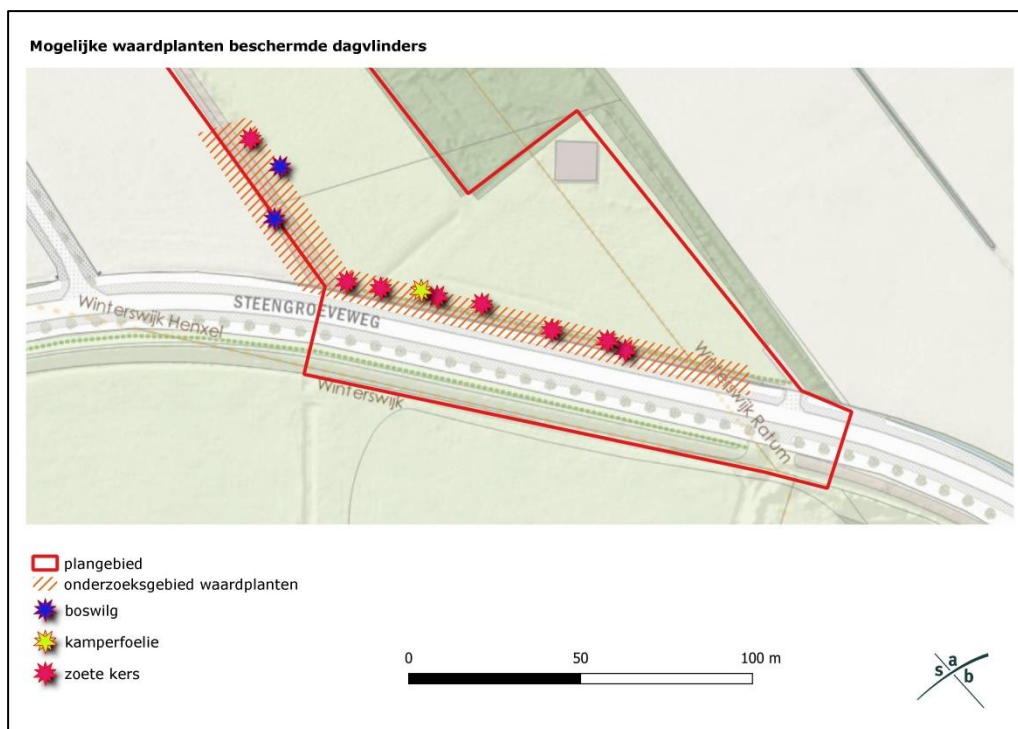 Mogelijke waardplanten beschermde dagvlinders
STEENGROEVEWEG
Winterswijk Henxel
Winterswijk
Winterswijk Ratum
plangebied
onderzoeksgebied waardplanten
boswilg
kamperfoelie
zoete kers
0 50 100 m
s a b